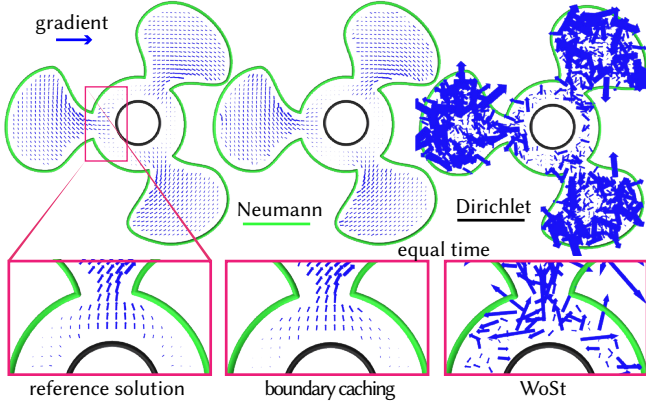 gradient
Neumann
Dirichlet
equal time
reference solution
boundary caching
WoSt